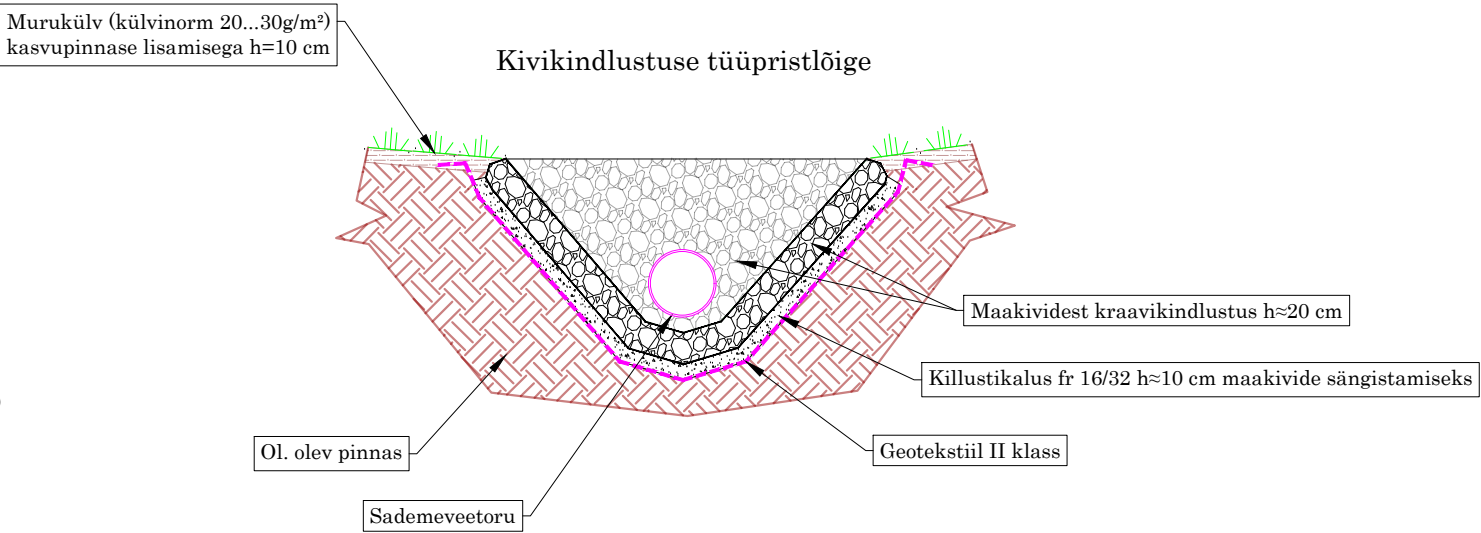 Murukülv (külvinorm 20...30g/m²)
kasvupinnase lisamisega h=10 cm
Kivikindlustuse tüüpristlõige
Maakividest kraavikindlustus h≈20 cm
Killustikalus fr 16/32 h≈10 cm maakivide sängistamiseks
Ol. olev pinnas
Geotekstiil II klass
Sademeveetoru